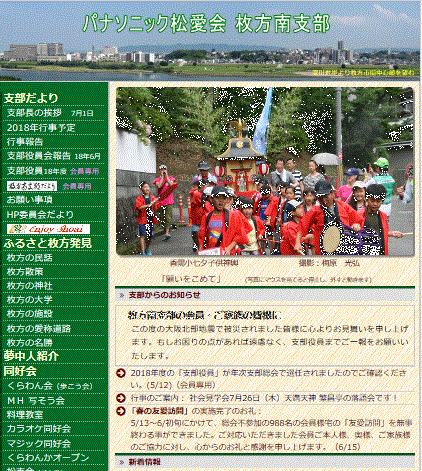 パナソニック松愛会 枚方南支部
淀川対岸より枚方市街中心部を望む
支部だより
支部長の挨拶 7月1日
2018年行事予定
行事報告
支部役員会報告 18年6月
支部役員18年度 会員専用
会員専用
お願い事項
HP委員会だより
Enjoy Shoai
ふるさと枚方発見
枚方の民話
枚方散策
枚方の神社
枚方の大学
枚方の施設
枚方の愛称道路
枚方の名勝
夢中人紹介
同好会
くらわん会 (歩こう会)
MH 写そう会
料理教室
カラオケ同好会
マジック同好会
くらわんかオープン
香阪小七夕子供神輿 撮影:梅原 光弘
「願いをこめて」 (写真にマウスを当てると停止し、外すと動きます)
» 支部からのお知らせ
枚方南支部の会員・ご家族の皆様に
この度の大阪北部地震で被災されました皆様に心よりお見舞いを申し上げ
ます。もしお困りの点があれば遠慮なく、支部役員までご一報をお願いい
たします。
2018年度の「支部役員」が年次支部総会で選任されましたのでご確認くださ
い。(5/12)(会員専用)
行事のご案内: 社会見学会7月26日(木) 天満天神 繁昌亭の落語会です!
「春の友愛訪問」の実施完了のお礼:
5/13~6/初旬にかけて、総会不参加の988名の会員様宅の「友愛訪問」を無事
終わる事ができました。ご対応いただきました会員ご本人様、奥様、ご家族様
のご協力に対し、心からのお礼と感謝を申し上げます。(6/15)
» 新着情報